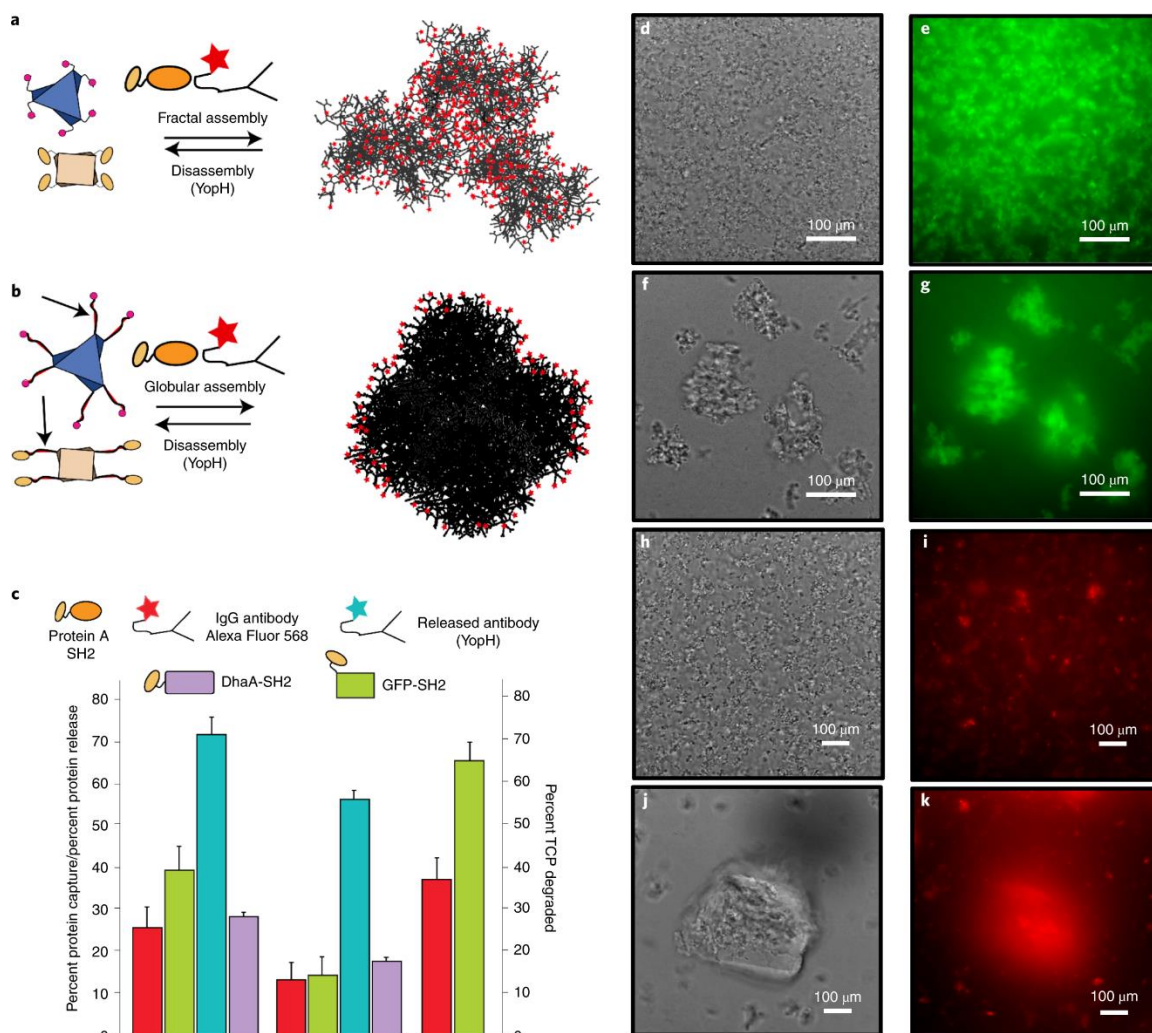 a
Fractal assembly
Disassembly
(YopH)
b
Globular assembly
Disassembly
(YopH)
c
Protein A
SH2
IgG antibody
Alexa Fluor 568
Released antibody
(YopH)
DhaA-SH2
GFP-SH2
Percent protein capture/percent protein release
80
70
60
50
40
30
20
10
0
Percent TCP degraded
80
70
60
50
40
30
20
10
0
d
100 μm
e
100 μm
f
100 μm
g
100 μm
h
100 μm
i
100 μm
j
100 μm
k
100 μm